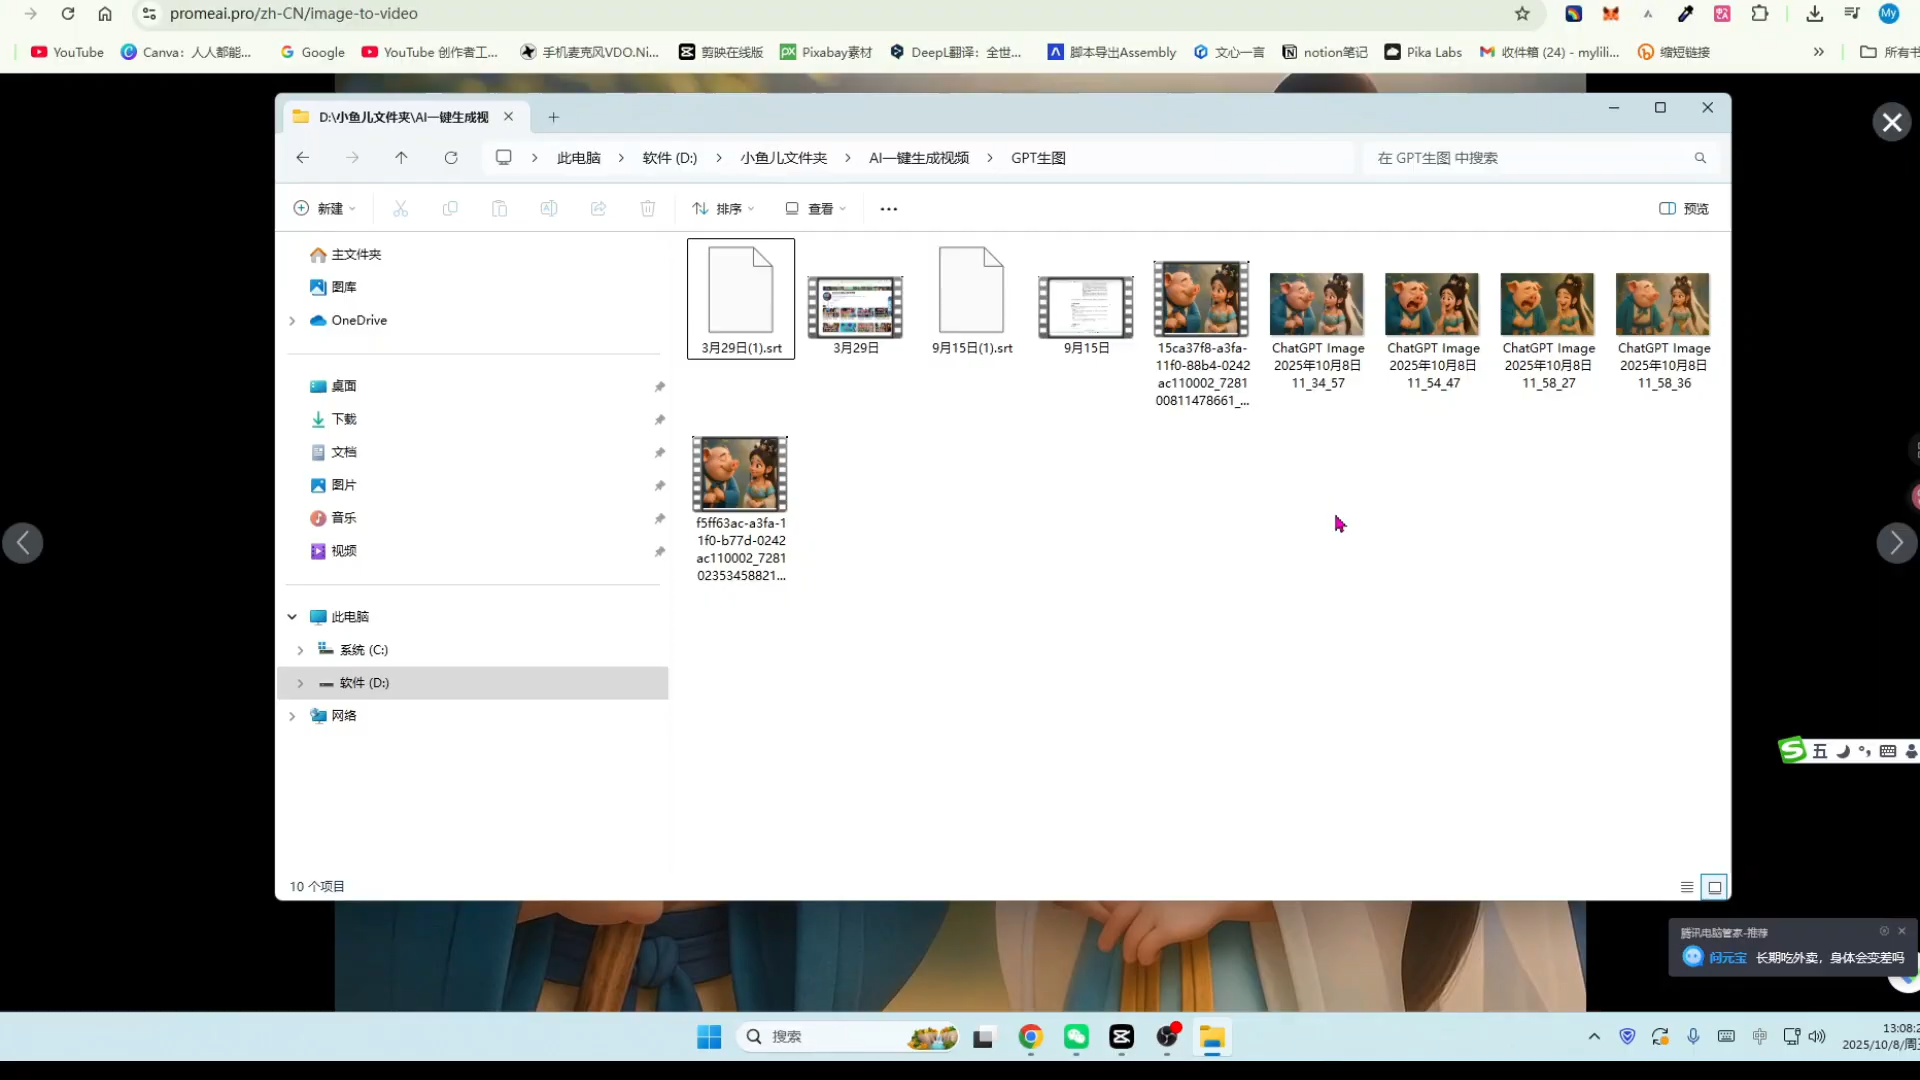 promeai.pro/zh-CN/image-to-video
My
YouTube
Canva：人人都能...
Google
YouTube 创作者工...
手机麦克风VDO.Ni...
剪映在线版
Pixabay素材
DeepL翻译：全世...
脚本导出Assembly
文心一言
notion笔记
Pika Labs
收件箱 (24) - mylili...
缩短链接
»
所有书
D:\小鱼儿文件夹\AI一键生成视
此电脑 > 软件 (D:) > 小鱼儿文件夹 > AI一键生成视频 > GPT生图
在 GPT生图 中搜索
新建
排序
查看
预览
主文件夹
图库
OneDrive
桌面
下载
文档
图片
音乐
视频
此电脑
系统 (C:)
软件 (D:)
网络
3月29日(1).srt
3月29日
9月15日(1).srt
9月15日
15ca37f8-a3fa-
11f0-88b4-0242
ac110002_7281
00811478661_...
ChatGPT Image
2025年10月8日
11_34_57
ChatGPT Image
2025年10月8日
11_54_47
ChatGPT Image
2025年10月8日
11_58_27
ChatGPT Image
2025年10月8日
11_58_36
f5ff63ac-a3fa-1
1f0-b77d-0242
ac110002_7281
02353458821...
10 个项目
五
腾讯电脑管家-推荐
问元宝 长期吃外卖，身体会变差吗
搜索
中
13:08:2
2025/10/8/周三